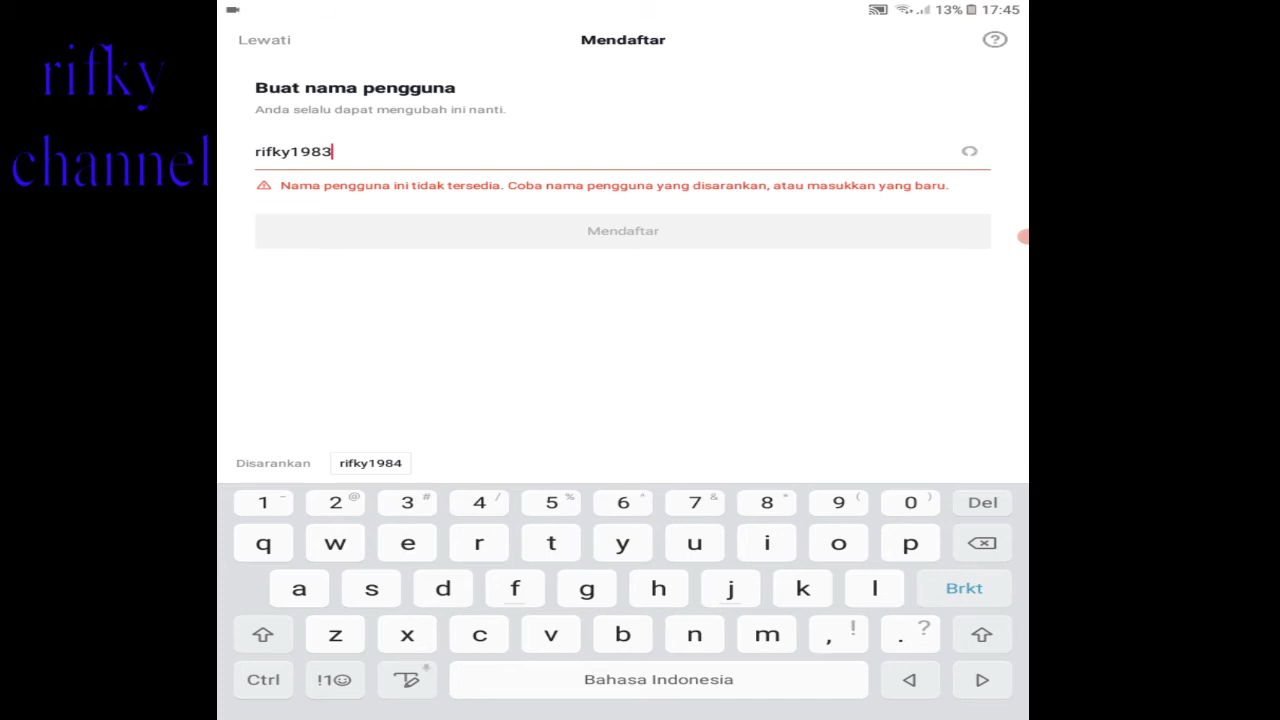 rifky
channel
13% 17:45
Lewati Mendaftar ?
Buat nama pengguna
Anda selalu dapat mengubah ini nanti.
rifky1983
Nama pengguna ini tidak tersedia. Coba nama pengguna yang disarankan, atau masukkan yang baru.
Mendaftar
Disarankan rifky1984
1 - 2 @ 3 # 4 / 5 % 6 ^ 7 & 8 * 9 ( 0 ) Del
q w e r t y u i o p
a s d f g h j k l Brkt
z x c v b n m , ! . ?
Ctrl !1☺ T Bahasa Indonesia